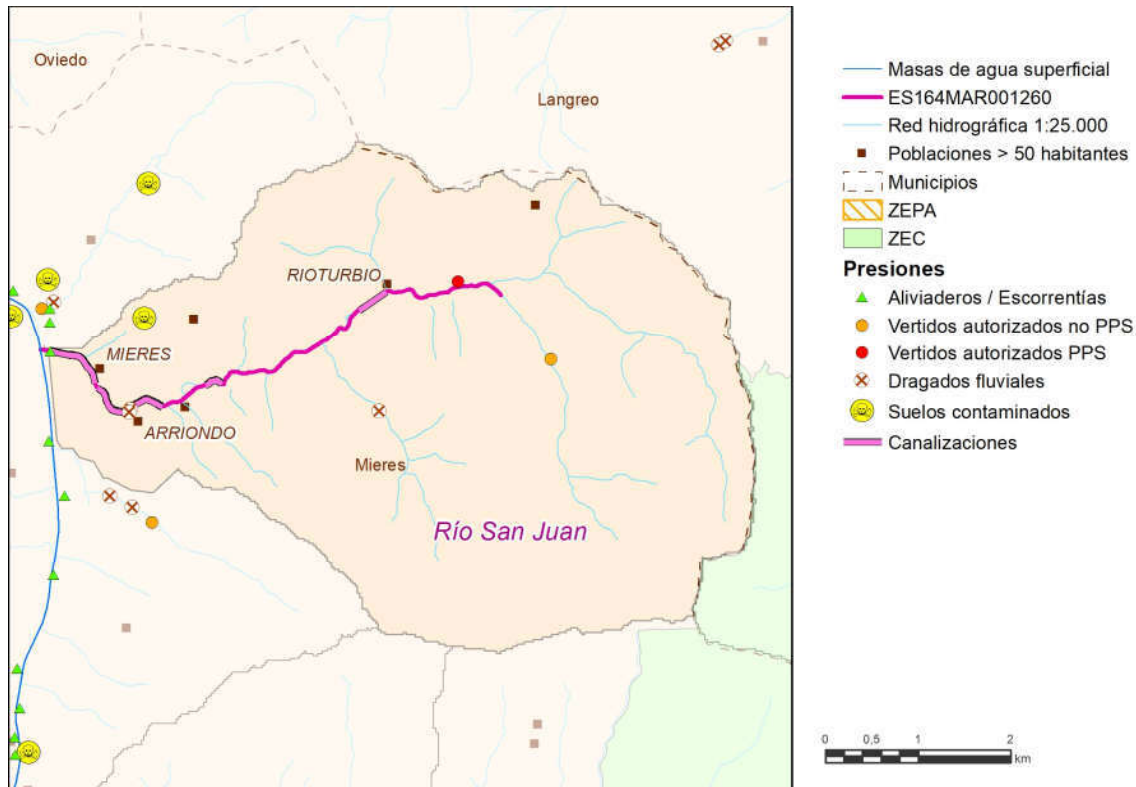 Oviedo
Langreo
RIOTURBIO
MIERES
ARRIONDO
Mieres
Río San Juan
Masas de agua superficial
ES164MAR001260
Red hidrográfica 1:25.000
Poblaciones > 50 habitantes
Municipios
ZEPA
ZEC
Presiones
Aliviaderos / Escorrentías
Vertidos autorizados no PPS
Vertidos autorizados PPS
Dragados fluviales
Suelos contaminados
Canalizaciones
0 0,5 1 2
km